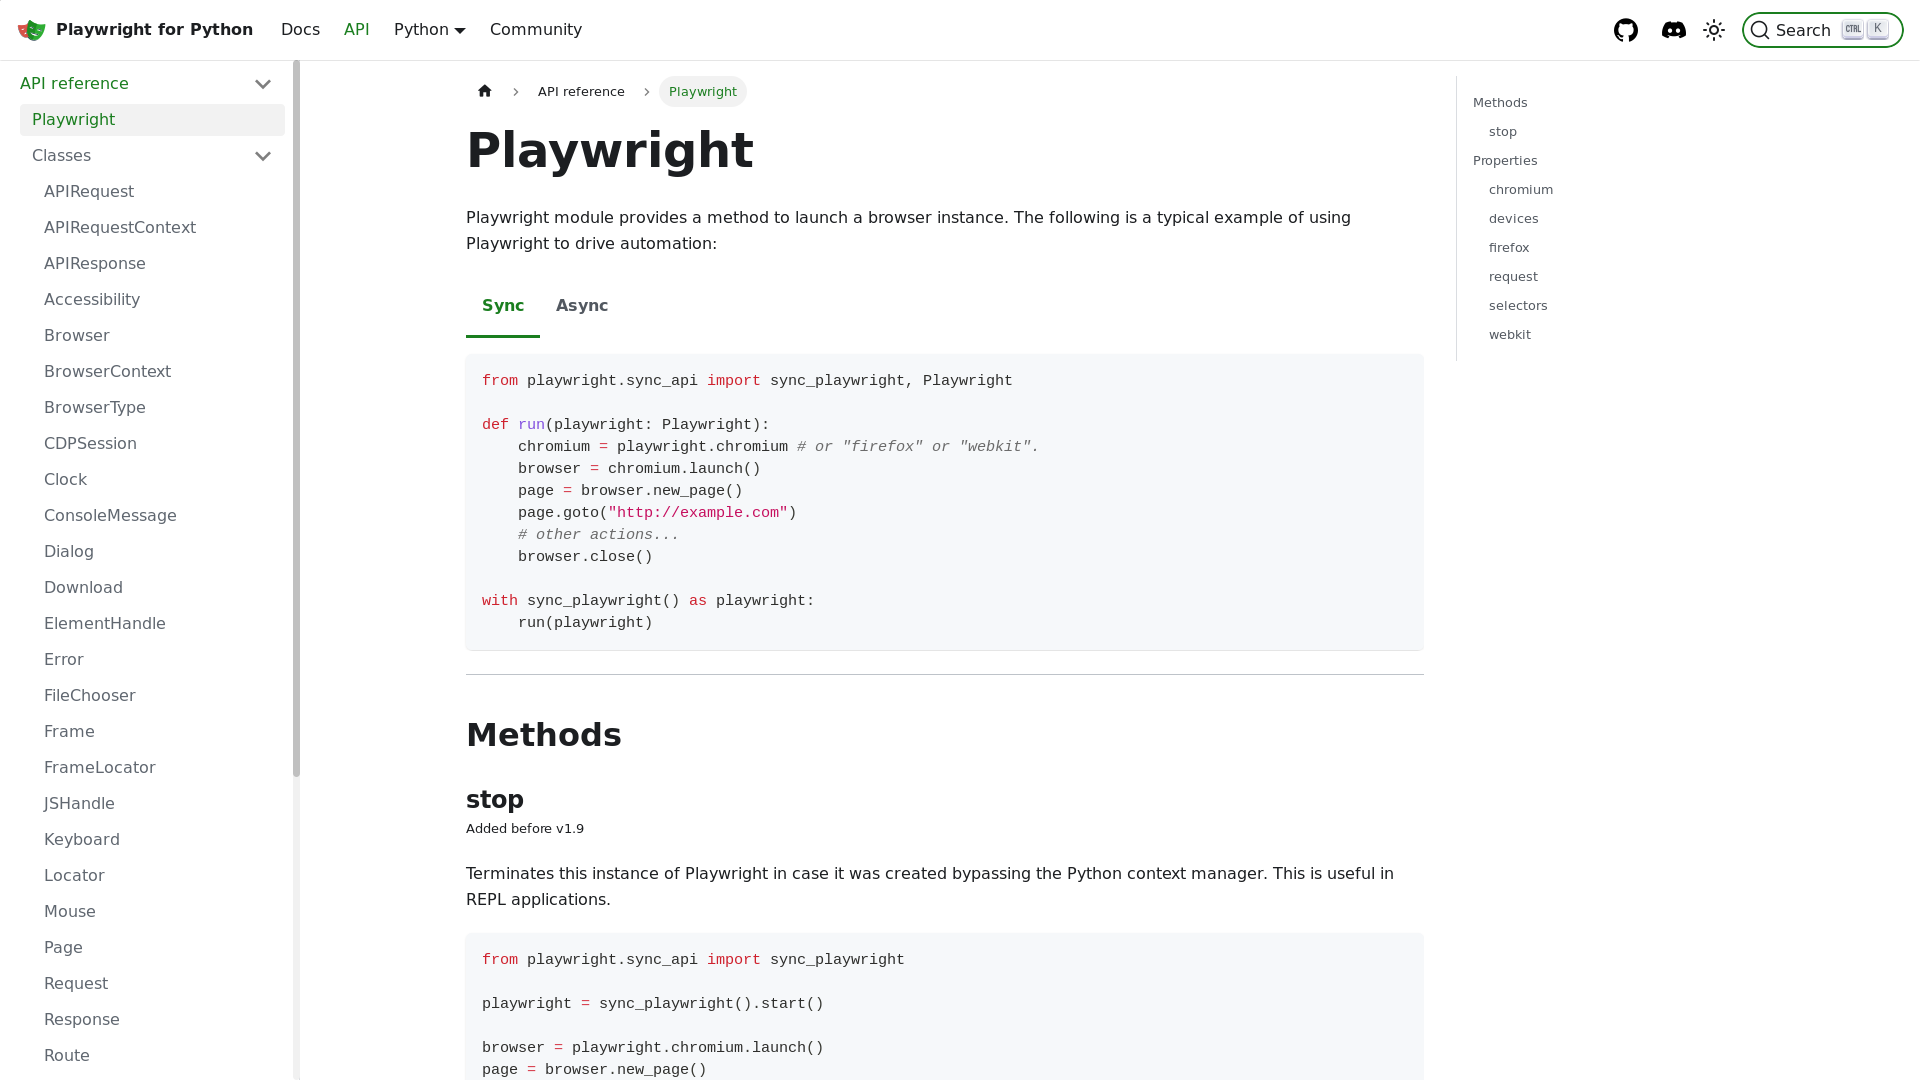 Playwright for Python
Docs
API
Python
Community
Search
CTRL
K
API reference
Playwright
Classes
APIRequest
APIRequestContext
APIResponse
Accessibility
Browser
BrowserContext
BrowserType
CDPSession
Clock
ConsoleMessage
Dialog
Download
ElementHandle
Error
FileChooser
Frame
FrameLocator
JSHandle
Keyboard
Locator
Mouse
Page
Request
Response
Route
API reference
Playwright
Playwright
Playwright module provides a method to launch a browser instance. The following is a typical example of using
Playwright to drive automation:
Sync
Async
from playwright.sync_api import sync_playwright, Playwright
def run(playwright: Playwright):
    chromium = playwright.chromium # or "firefox" or "webkit".
    browser = chromium.launch()
    page = browser.new_page()
    page.goto("http://example.com")
    # other actions...
    browser.close()
with sync_playwright() as playwright:
    run(playwright)
Methods
stop
Added before v1.9
Terminates this instance of Playwright in case it was created bypassing the Python context manager. This is useful in
REPL applications.
from playwright.sync_api import sync_playwright
playwright = sync_playwright().start()
browser = playwright.chromium.launch()
page = browser.new_page()
Methods
stop
Properties
chromium
devices
firefox
request
selectors
webkit